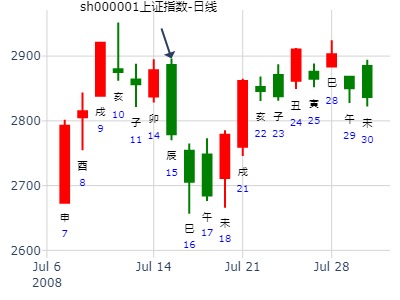 sh000001上证指数-日线
2900
2800
2700
2600
申
7
酉
8
戌
9
亥
10
子
11
卯
14
辰
15
巳
16
午
17
未
18
戌
21
亥
22
子
23
丑
24
寅
25
巳
28
午
29
未
30
Jul 6
2008
Jul 14
Jul 21
Jul 28